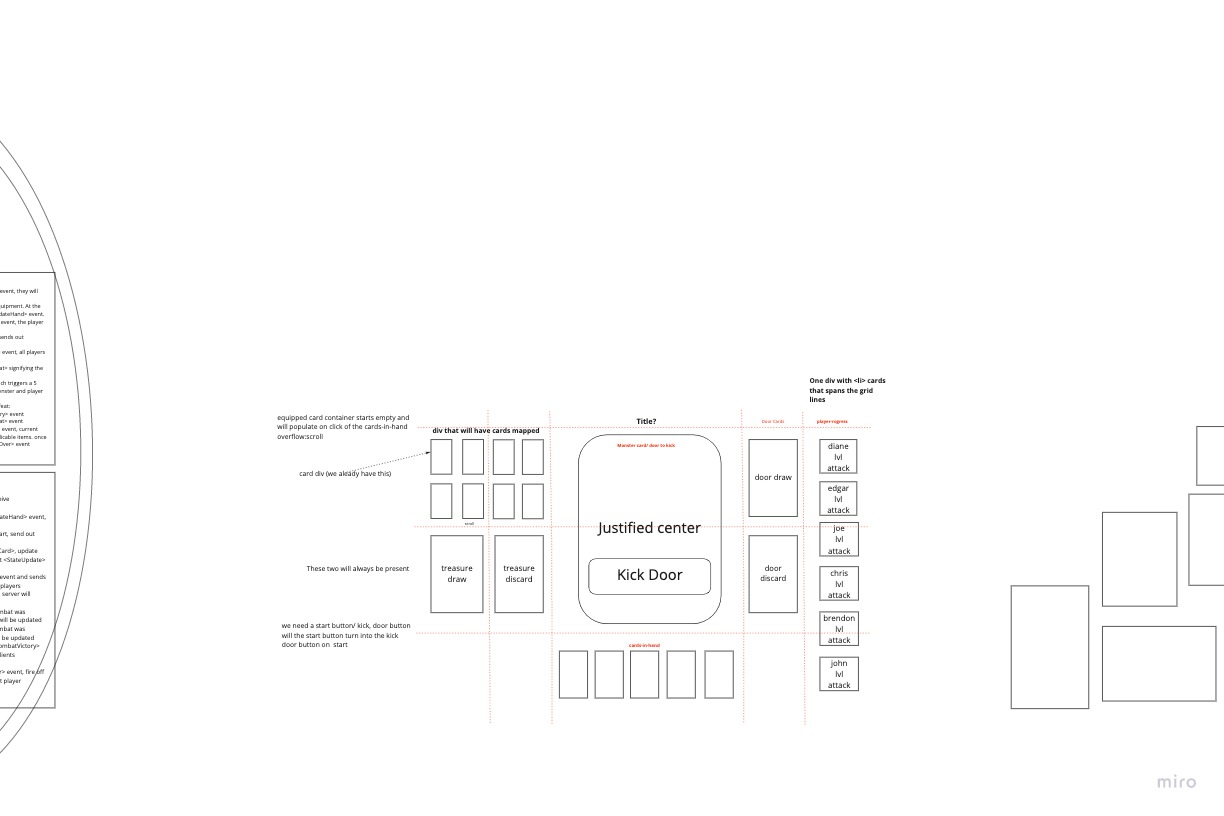 event, they will
uipment. At the
dateHand> event.
event, the player
ends out
event, all players
at> signifying the
ch triggers a 5
onster and player
feat:
ry> event
at> event
event, current
licable items. once
Over> event
eive
ateHand> event,
art, send out
Card>, update
t <StateUpdate>
event and sends
players
server will
mbat was
will be updated
mbat was
be updated
ombatVictory>
lients
r> event, fire off
t player
One div with <li> cards
that spans the grid
lines
equipped card container starts empty and
will populate on click of the cards-in-hand
overflow:scroll
div that will have cards mapped
card div (we already have this)
scroll
Title?
Monster card/ door to kick
Justified center
Kick Door
Door Cards
player-rogress
door draw
door
discard
treasure
draw
treasure
discard
These two will always be present
we need a start button/ kick, door button
will the start button turn into the kick
door button on start
cards-in-hand
diane
lvl
attack
edgar
lvl
attack
joe
lvl
attack
chris
lvl
attack
brendon
lvl
attack
john
lvl
attack
miro